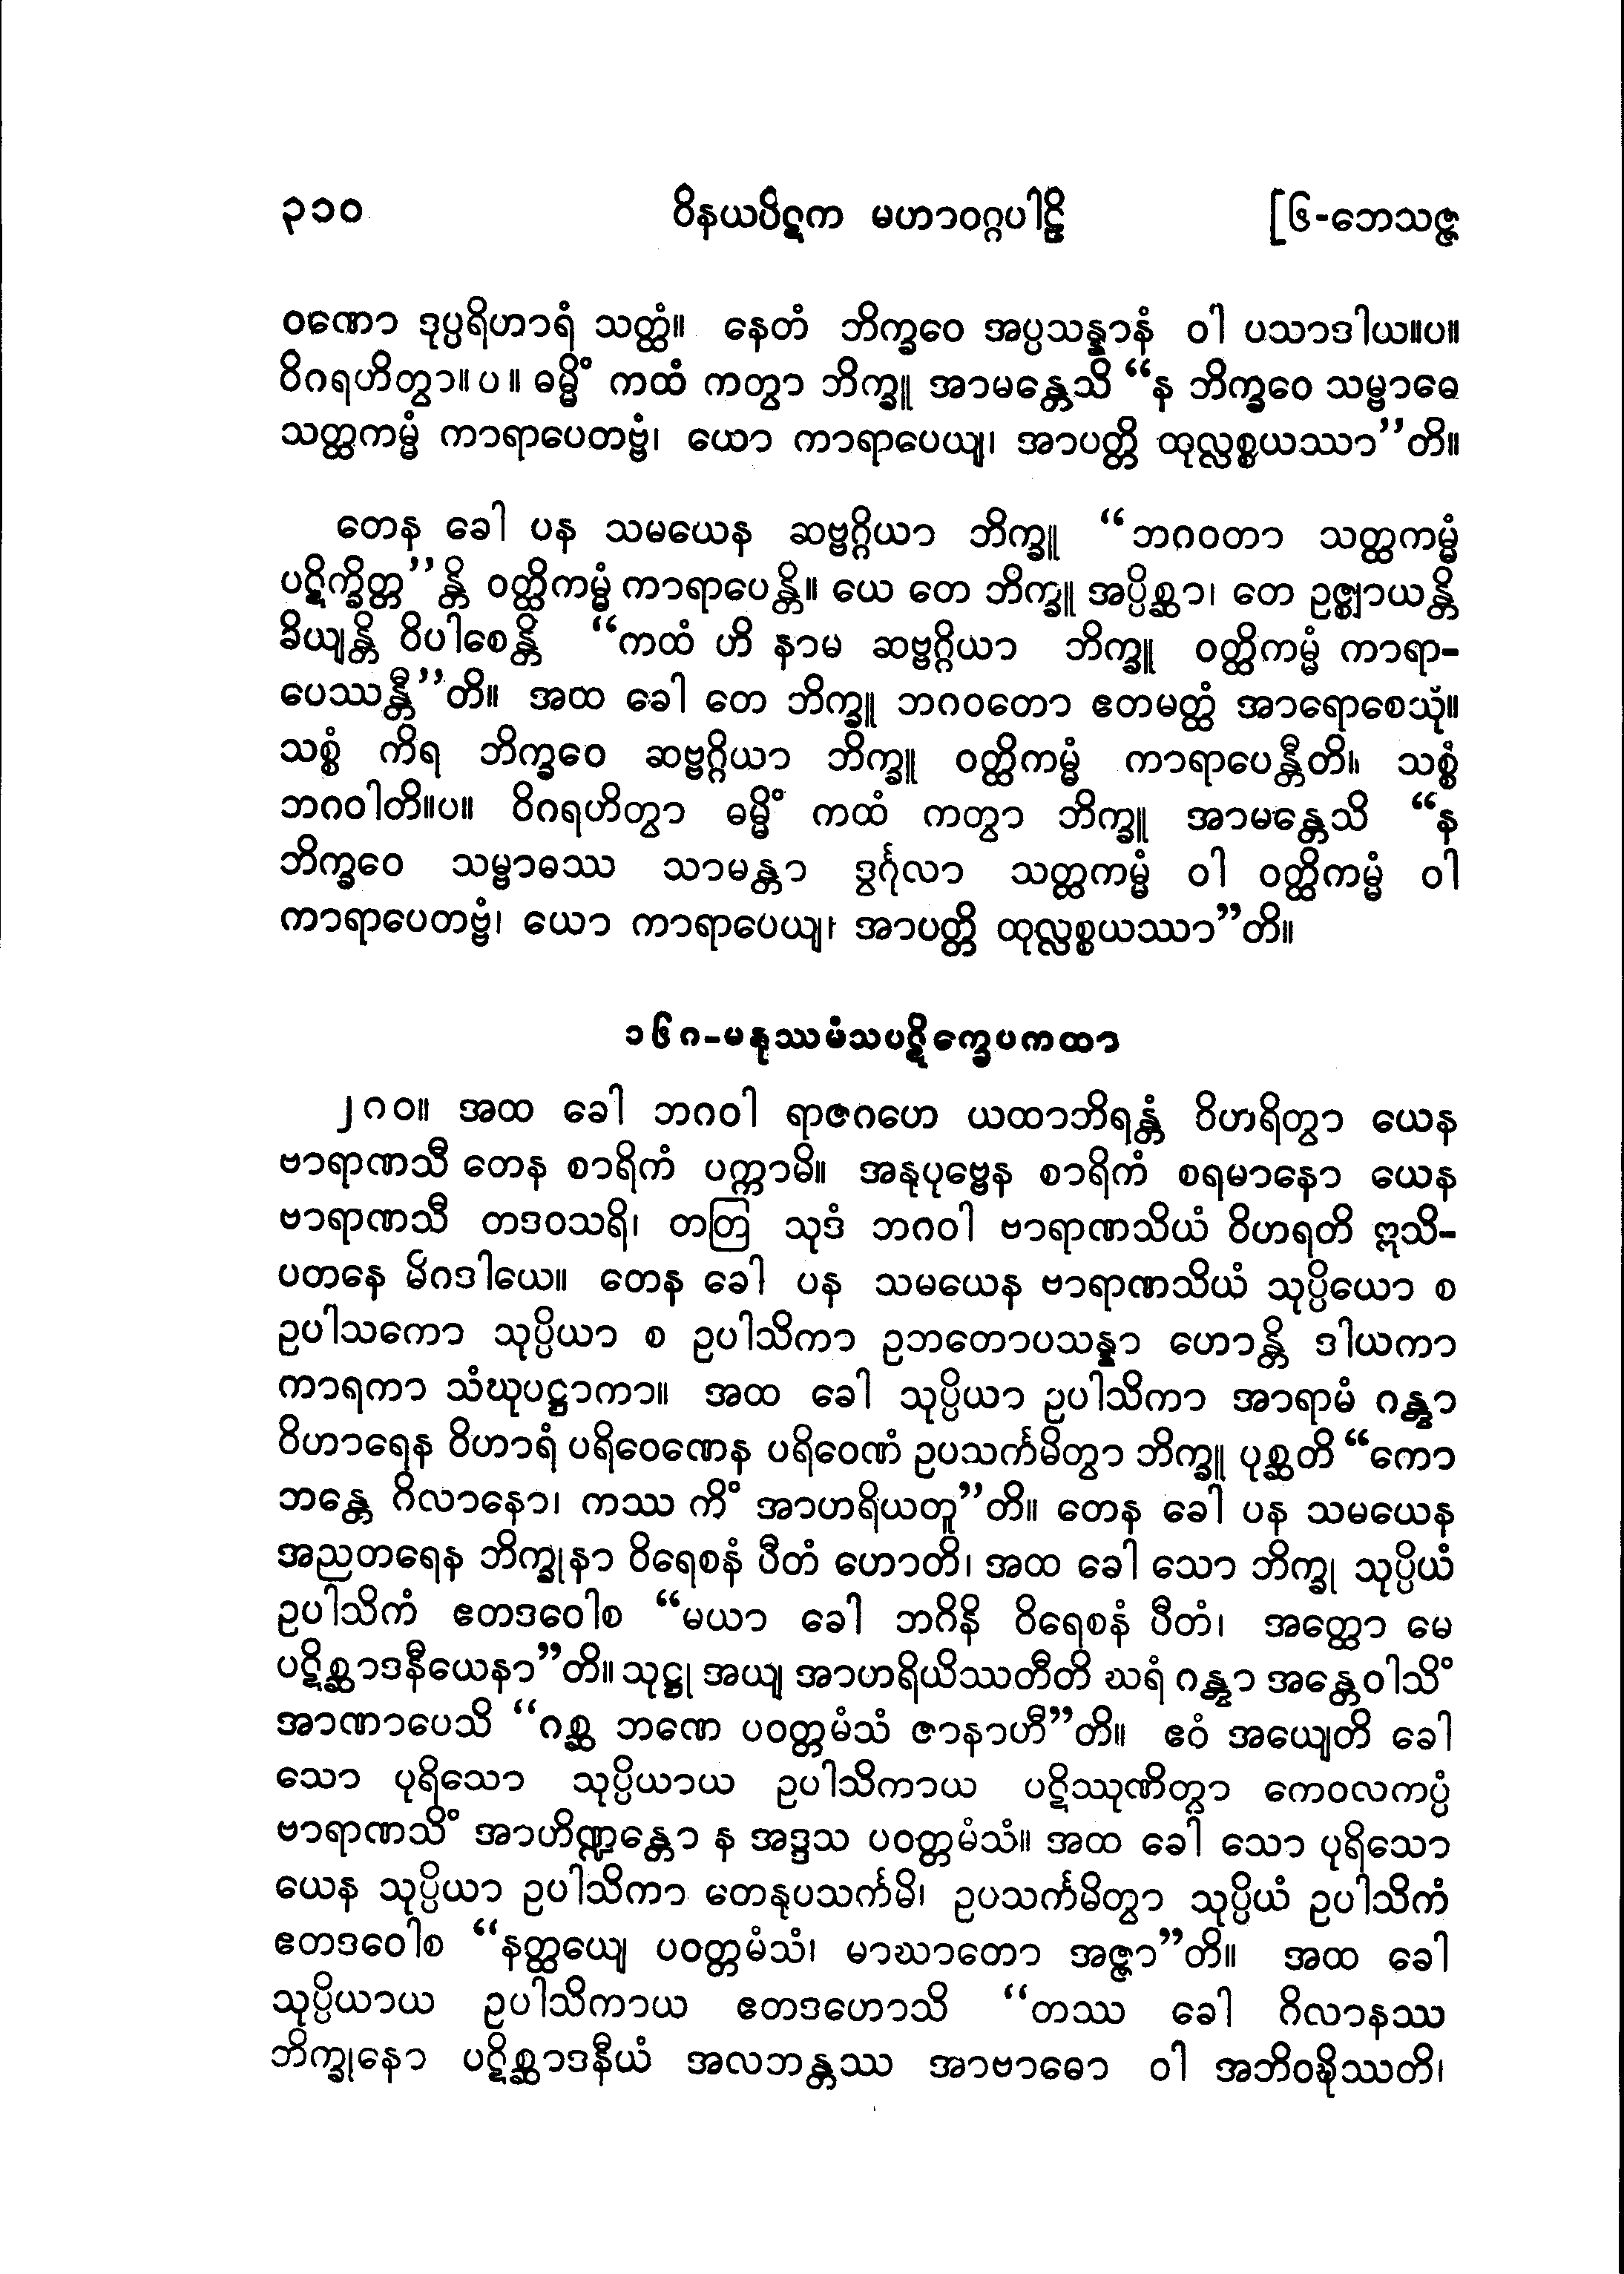 ၃၁၀ ဝိနယပိဋက မဟာဝဂ္ဂပါဠိ [၆-ဘေသဇ္ဇ
ဝဏော ဒုပ္ပရိဟာရံ သတ္ထံ။ နေတံ ဘိက္ခဝေ အပ္ပသန္နာနံ ဝါ ပသာဒါယ။ပ။
ဝိဂရဟိတွာ။ပ။ ဓမ္မိံ ကထံ ကတွာ ဘိက္ခူ အာမန္တေသိ “န ဘိက္ခဝေ သမ္ဗာဓေ
သတ္ထကမ္မံ ကာရာပေတဗ္ဗံ၊ ယော ကာရာပေယျ၊ အာပတ္တိ ထုလ္လစ္စယဿာ”တိ။
တေန ခေါ ပန သမယေန ဆဗ္ဗဂ္ဂိယာ ဘိက္ခူ “ဘဂဝတာ သတ္ထကမ္မံ
ပဋိက္ခိတ္တ”န္တိ ဝတ္ထိကမ္မံ ကာရာပေန္တိ။ ယေ တေ ဘိက္ခူ အပ္ပိစ္ဆာ၊ တေ ဥဇ္ဈာယန္တိ
ခိယျန္တိ ဝိပါစေန္တိ “ကထံ ဟိ နာမ ဆဗ္ဗဂ္ဂိယာ ဘိက္ခူ ဝတ္ထိကမ္မံ ကာရာ-
ပေဿန္တီ”တိ။ အထ ခေါ တေ ဘိက္ခူ ဘဂဝတော ဧတမတ္ထံ အာရောစေသုံ။
သစ္စံ ကိရ ဘိက္ခဝေ ဆဗ္ဗဂ္ဂိယာ ဘိက္ခူ ဝတ္ထိကမ္မံ ကာရာပေန္တီတိ။ သစ္စံ
ဘဂဝါတိ။ပ။ ဝိဂရဟိတွာ ဓမ္မိံ ကထံ ကတွာ ဘိက္ခူ အာမန္တေသိ “န
ဘိက္ခဝေ သမ္ဗာဓဿ သာမန္တာ ဒွင်္ဂုလာ သတ္ထကမ္မံ ဝါ ဝတ္ထိကမ္မံ ဝါ
ကာရာပေတဗ္ဗံ၊ ယော ကာရာပေယျ၊ အာပတ္တိ ထုလ္လစ္စယဿာ”တိ။
၁၆၈-မနုဿမံသပဋိက္ခေပကထာ
၂၈၀။ အထ ခေါ ဘဂဝါ ရာဇဂဟေ ယထာဘိရန္တံ ဝိဟရိတွာ ယေန
ဗာရာဏသီ တေန စာရိကံ ပက္ကာမိ။ အနုပုဗ္ဗေန စာရိကံ စရမာနော ယေန
ဗာရာဏသီ တဒဝသရိ၊ တတြ သုဒံ ဘဂဝါ ဗာရာဏသိယံ ဝိဟရတိ ဣသိ-
ပတနေ မိဂဒါယေ။ တေန ခေါ ပန သမယေန ဗာရာဏသိယံ သုပ္ပိယော စ
ဥပါသကော သုပ္ပိယာ စ ဥပါသိကာ ဥဘတောပသန္နာ ဟောန္တိ ဒါယကာ
ကာရကာ သံဃုပဋ္ဌာကာ။ အထ ခေါ သုပ္ပိယာ ဥပါသိကာ အာရာမံ ဂန္တွာ
ဝိဟာရေန ဝိဟာရံ ပရိဝေဏေန ပရိဝေဏံ ဥပသင်္ကမိတွာ ဘိက္ခူ ပုစ္ဆတိ “ကော
ဘန္တေ ဂိလာနော၊ ကဿ ကိံ အာဟရိယတူ”တိ။ တေန ခေါ ပန သမယေန
အညတရေန ဘိက္ခုနာ ဝိရေစနံ ပီတံ ဟောတိ၊ အထ ခေါ သော ဘိက္ခု သုပ္ပိယံ
ဥပါသိကံ ဧတဒဝေါစ “မယာ ခေါ ဘဂိနိ ဝိရေစနံ ပီတံ၊ အတ္ထော မေ
ပဋိစ္ဆာဒနီယေနာ”တိ။ သုဋ္ဌု အယျ အာဟရိယိဿတီတိ ဃရံ ဂန္တွာ အန္တေဝါသိံ
အာဏာပေသိ “ဂစ္ဆ ဘဏေ ပဝတ္တမံသံ ဇာနာဟီ”တိ။ ဧဝံ အယျေတိ ခေါ
သော ပုရိသော သုပ္ပိယာယ ဥပါသိကာယ ပဋိဿုဏိတွာ ကေဝလကပ္ပံ
ဗာရာဏသိံ အာဟိဏ္ဍန္တော န အဒ္ဒသ ပဝတ္တမံသံ။ အထ ခေါ သော ပုရိသော
ယေန သုပ္ပိယာ ဥပါသိကာ တေနုပသင်္ကမိ၊ ဥပသင်္ကမိတွာ သုပ္ပိယံ ဥပါသိကံ
ဧတဒဝေါစ “နတ္ထယျေ ပဝတ္တမံသံ၊ မာဃာတော အဇ္ဇာ”တိ။ အထ ခေါ
သုပ္ပိယာယ ဥပါသိကာယ ဧတဒဟောသိ “တဿ ခေါ ဂိလာနဿ
ဘိက္ခုနော ပဋိစ္ဆာဒနီယံ အလဘန္တဿ အာဗာဓော ဝါ အဘိဝဍ္ဎိဿတိ၊